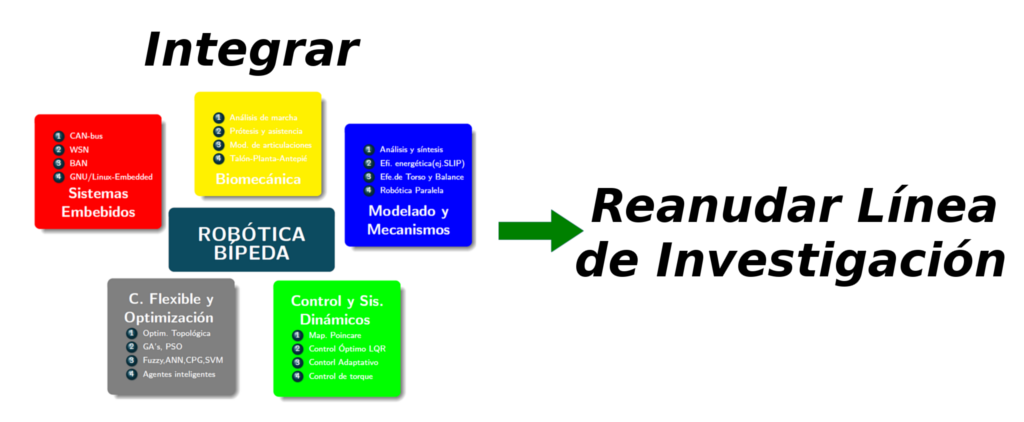 Integrar
1 CAN-bus
2 WSN
3 BAN
4 GNU/Linux-Embedded
Sistemas
Embebidos
1 Análisis de marcha
2 Prótesis y asistencia
3 Mod. de articulaciones
4 Talón-Planta-Antepié
Biomecánica
1 Análisis y síntesis
2 Efi. energética(ej.SLIP)
3 Efe.de Torso y Balance
4 Robótica Paralela
Modelado y
Mecanismos
ROBÓTICA
BÍPEDA
C. Flexible y
Optimización
1 Optim. Topológica
2 GA's, PSO
3 Fuzzy,ANN,CPG,SVM
4 Agentes inteligentes
Control y Sis.
Dinámicos
1 Map. Poincare
2 Control Óptimo LQR
3 Contorl Adaptativo
4 Control de torque
Reanudar Línea
de Investigación